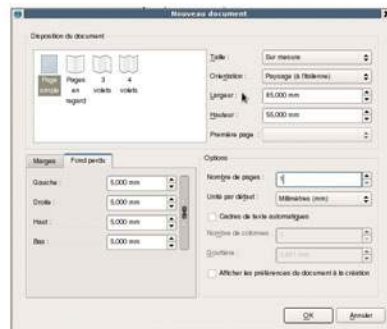 Nouveau document
Disposition du document
Page simple
Pages en regard
3 volets
4 volets
Taille :
Sur mesure
Orientation :
Paysage (à l'italienne)
Largeur :
85,000 mm
Hauteur :
55,000 mm
Première page :
Marges
Fond perdu
Gauche :
5,000 mm
Droite :
5,000 mm
Haut :
5,000 mm
Bas :
5,000 mm
Options
Nombre de pages :
1
Unité par défaut :
Millimètres (mm)
Cadres de texte automatiques
Nombre de colonnes
Gouttière :
Afficher les préférences du document à la création
OK
Annuler